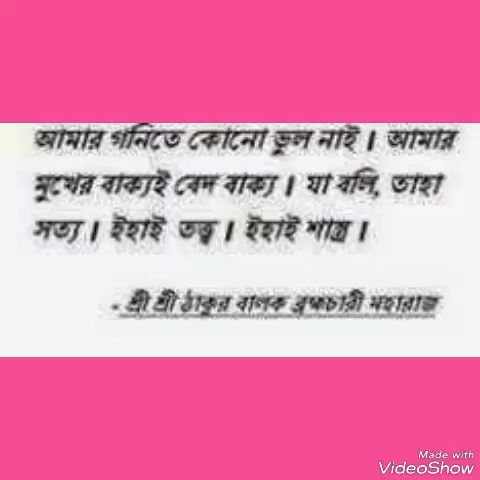 আমার গনিতে কোনো ভুল নাই। আমার
মুখের বাক্যই বেদ বাক্য। যা বলি, তাহা
সত্য। ইহাই তত্ত্ব। ইহাই শাস্ত্র।
- শ্রী শ্রী ঠাকুর বালক ব্রহ্মচারী মহারাজ
Made with
VideoShow